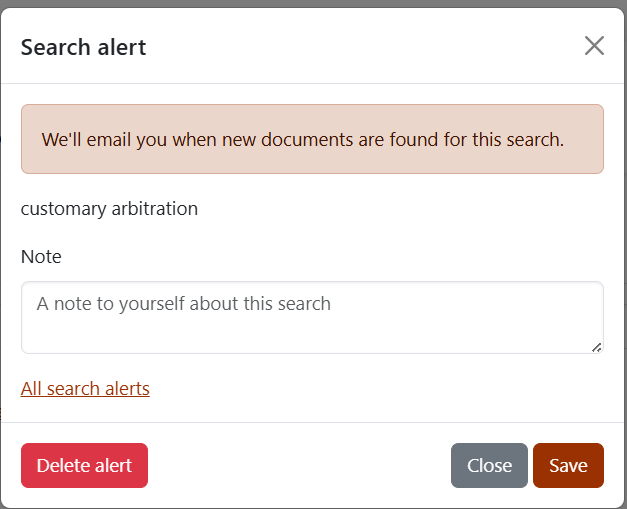 Search alert
We'll email you when new documents are found for this search.
customary arbitration
Note
A note to yourself about this search
All search alerts
Delete alert
Close
Save